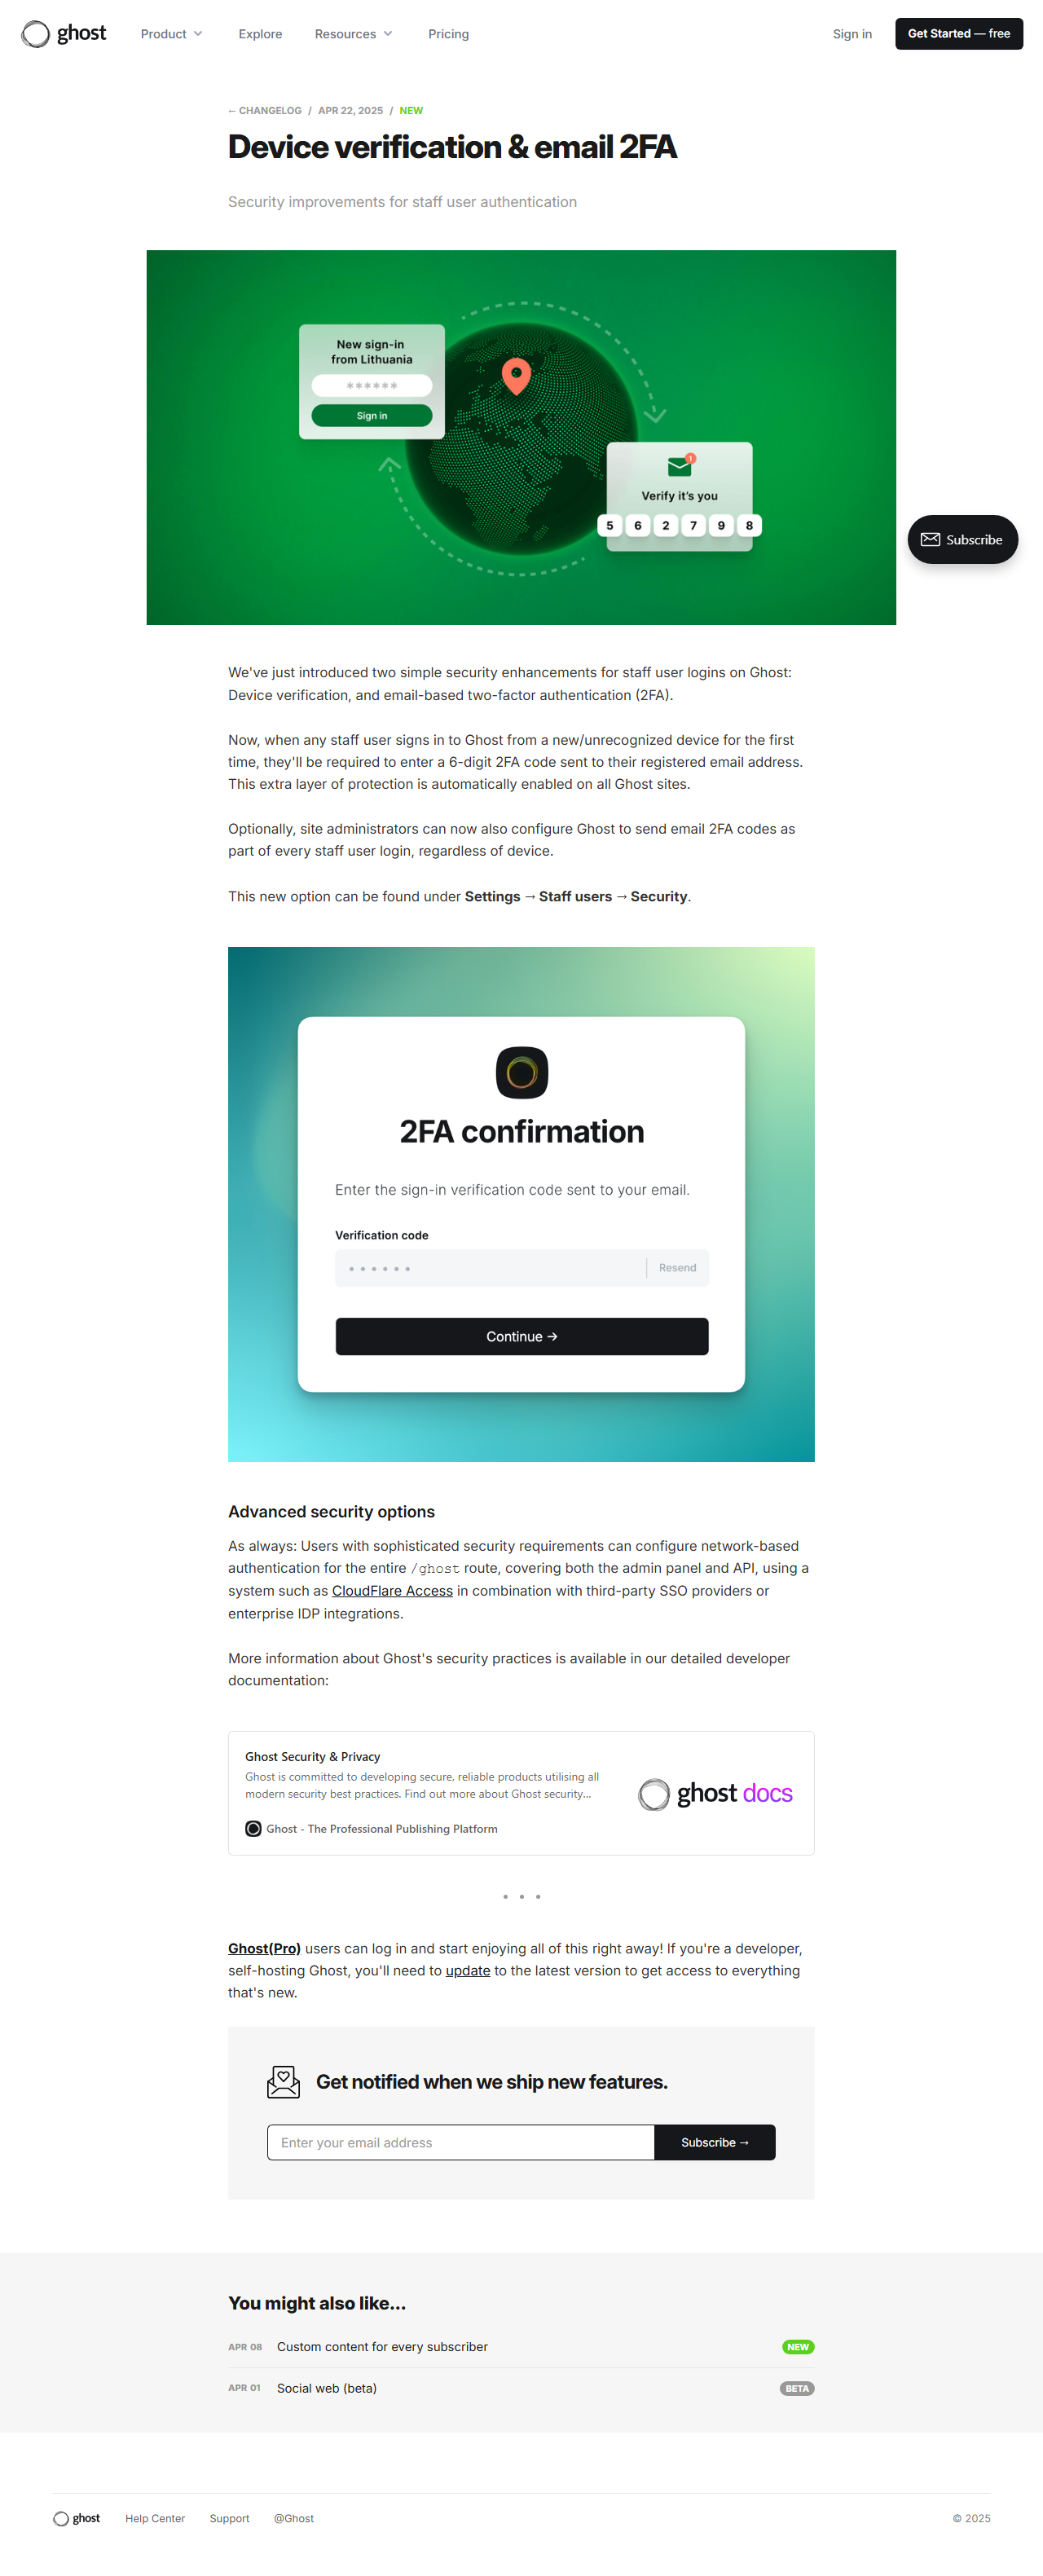 ghost
Product
Explore
Resources
Pricing
Sign in
Get Started — free
← CHANGELOG / APR 22, 2025 / NEW
Device verification & email 2FA
Security improvements for staff user authentication
New sign-in
from Lithuania
******
Sign in
1
Verify it's you
5 6 2 7 9 8
Subscribe
We've just introduced two simple security enhancements for staff user logins on Ghost:
Device verification, and email-based two-factor authentication (2FA).
Now, when any staff user signs in to Ghost from a new/unrecognized device for the first
time, they'll be required to enter a 6-digit 2FA code sent to their registered email address.
This extra layer of protection is automatically enabled on all Ghost sites.
Optionally, site administrators can now also configure Ghost to send email 2FA codes as
part of every staff user login, regardless of device.
This new option can be found under Settings → Staff users → Security.
2FA confirmation
Enter the sign-in verification code sent to your email.
Verification code
• • • • • •
Resend
Continue →
Advanced security options
As always: Users with sophisticated security requirements can configure network-based
authentication for the entire /ghost route, covering both the admin panel and API, using a
system such as CloudFlare Access in combination with third-party SSO providers or
enterprise IDP integrations.
More information about Ghost's security practices is available in our detailed developer
documentation:
Ghost Security & Privacy
Ghost is committed to developing secure, reliable products utilising all
modern security best practices. Find out more about Ghost security...
Ghost - The Professional Publishing Platform
ghost docs
• • •
Ghost(Pro) users can log in and start enjoying all of this right away! If you're a developer,
self-hosting Ghost, you'll need to update to the latest version to get access to everything
that's new.
Get notified when we ship new features.
Enter your email address
Subscribe →
You might also like...
APR 08 Custom content for every subscriber NEW
APR 01 Social web (beta) BETA
ghost
Help Center
Support
@Ghost
© 2025